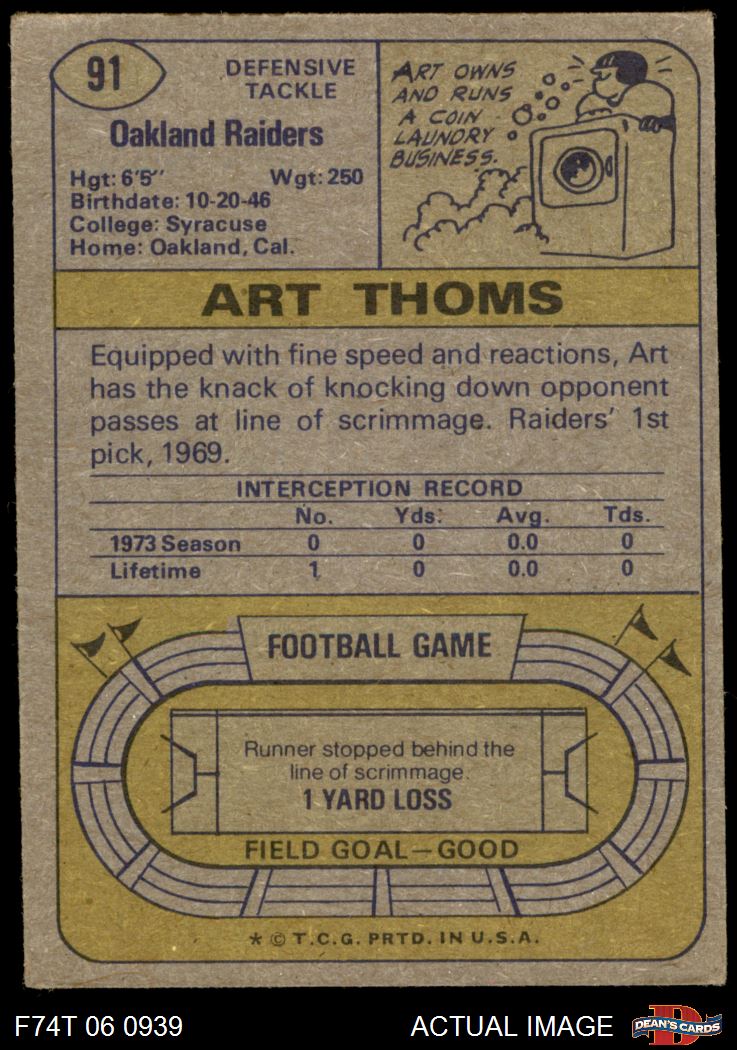 91
DEFENSIVE
TACKLE
Oakland Raiders
Hgt: 6'5" Wgt: 250
Birthdate: 10-20-46
College: Syracuse
Home: Oakland, Cal.
ART OWNS
AND RUNS
A COIN
LAUNDRY
BUSINESS.
ART THOMS
Equipped with fine speed and reactions, Art
has the knack of knocking down opponent
passes at line of scrimmage. Raiders' 1st
pick, 1969.
INTERCEPTION RECORD
No. Yds. Avg. Tds.
1973 Season 0 0 0.0 0
Lifetime 1 0 0.0 0
FOOTBALL GAME
Runner stopped behind the
line of scrimmage.
1 YARD LOSS
FIELD GOAL—GOOD
* © T.C.G. PRTD. IN U.S.A.
F74T 06 0939 ACTUAL IMAGE D DEAN'S CARDS